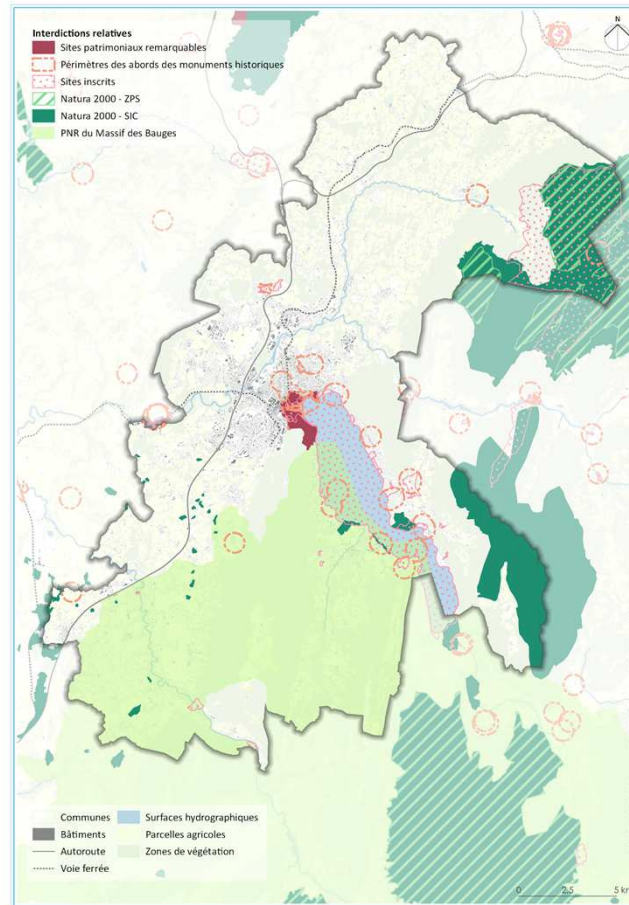 Interdictions relatives
Sites patrimoniaux remarquables
Périmètres des abords des monuments historiques
Sites inscrits
Natura 2000 - ZPS
Natura 2000 - SIC
PNR du Massif des Bauges
N
Communes
Bâtiments
Autoroute
Voie ferrée
Surfaces hydrographiques
Parcelles agricoles
Zones de végétation
0 2,5 5 km